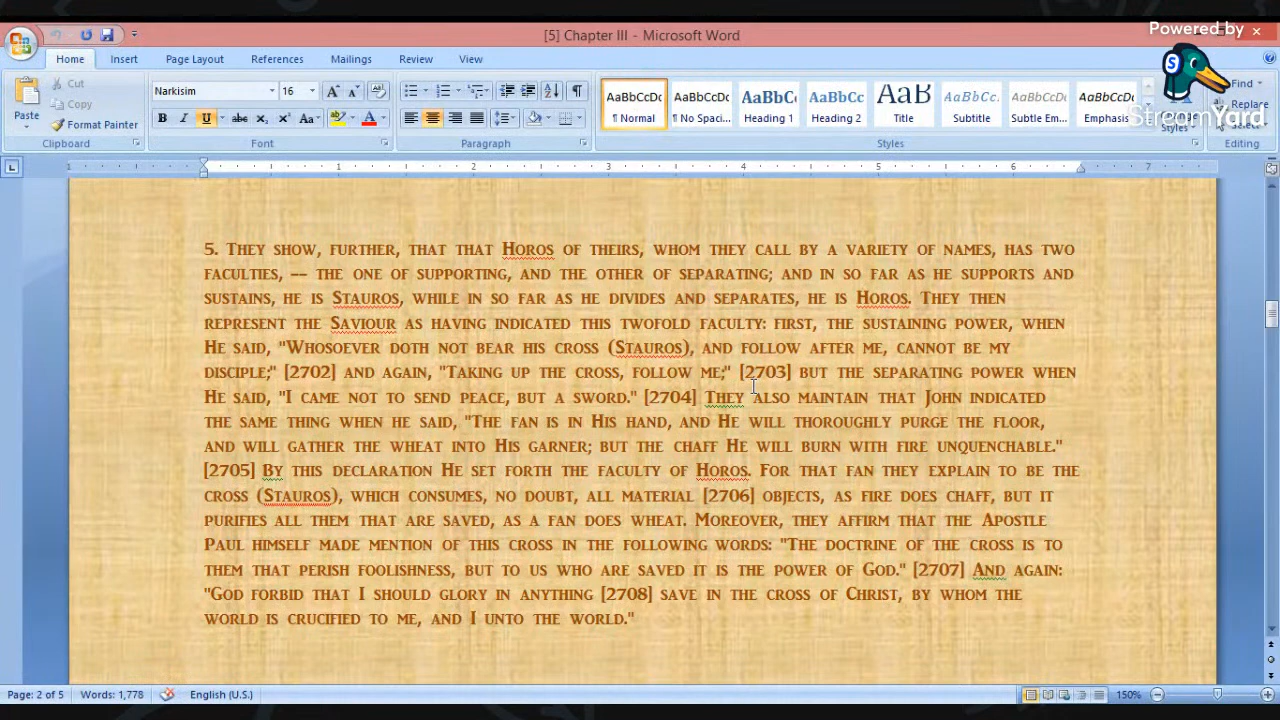 [5] Chapter III - Microsoft Word
Powered by
StreamYard
Home Insert Page Layout References Mailings Review View
Cut
Copy
Format Painter
Paste
Clipboard
Markisim 16
Font
Paragraph
AaBbCcDc AaBbCcDc AaBbC AaBbCc AaB AaBbCc. AaBbCcDc AaBbCcDc
¶ Normal ¶ No Spaci... Heading 1 Heading 2 Title Subtitle Subtle Em... Emphasis
Styles
Styles
Find
Replace
Select
Editing
1 1 2 3 4 5 6 7
5. They show, further, that that Horos of theirs, whom they call by a variety of names, has two
faculties, -- the one of supporting, and the other of separating; and in so far as he supports and
sustains, he is Stauros, while in so far as he divides and separates, he is Horos. They then
represent the Saviour as having indicated this twofold faculty: first, the sustaining power, when
He said, "Whosoever doth not bear his cross (Stauros), and follow after me, cannot be my
disciple;" [2702] and again, "Taking up the cross, follow me;" [2703] but the separating power when
He said, "I came not to send peace, but a sword." [2704] They also maintain that John indicated
the same thing when he said, "The fan is in His hand, and He will thoroughly purge the floor,
and will gather the wheat into His garner; but the chaff He will burn with fire unquenchable."
[2705] By this declaration He set forth the faculty of Horos. For that fan they explain to be the
cross (Stauros), which consumes, no doubt, all material [2706] objects, as fire does chaff, but it
purifies all them that are saved, as a fan does wheat. Moreover, they affirm that the Apostle
Paul himself made mention of this cross in the following words: "The doctrine of the cross is to
them that perish foolishness, but to us who are saved it is the power of God." [2707] And again:
"God forbid that I should glory in anything [2708] save in the cross of Christ, by whom the
world is crucified to me, and I unto the world."
Page: 2 of 5 Words: 1,778 English (U.S.) 150%